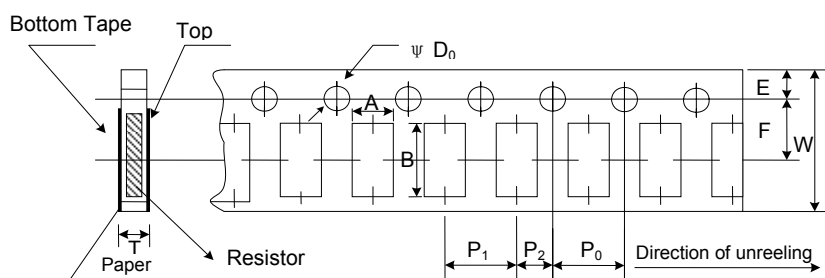 Bottom Tape
Top
ψ D₀
A
E
F
W
B
T
Paper
Resistor
P₁
P₂
P₀
Direction of unreeling